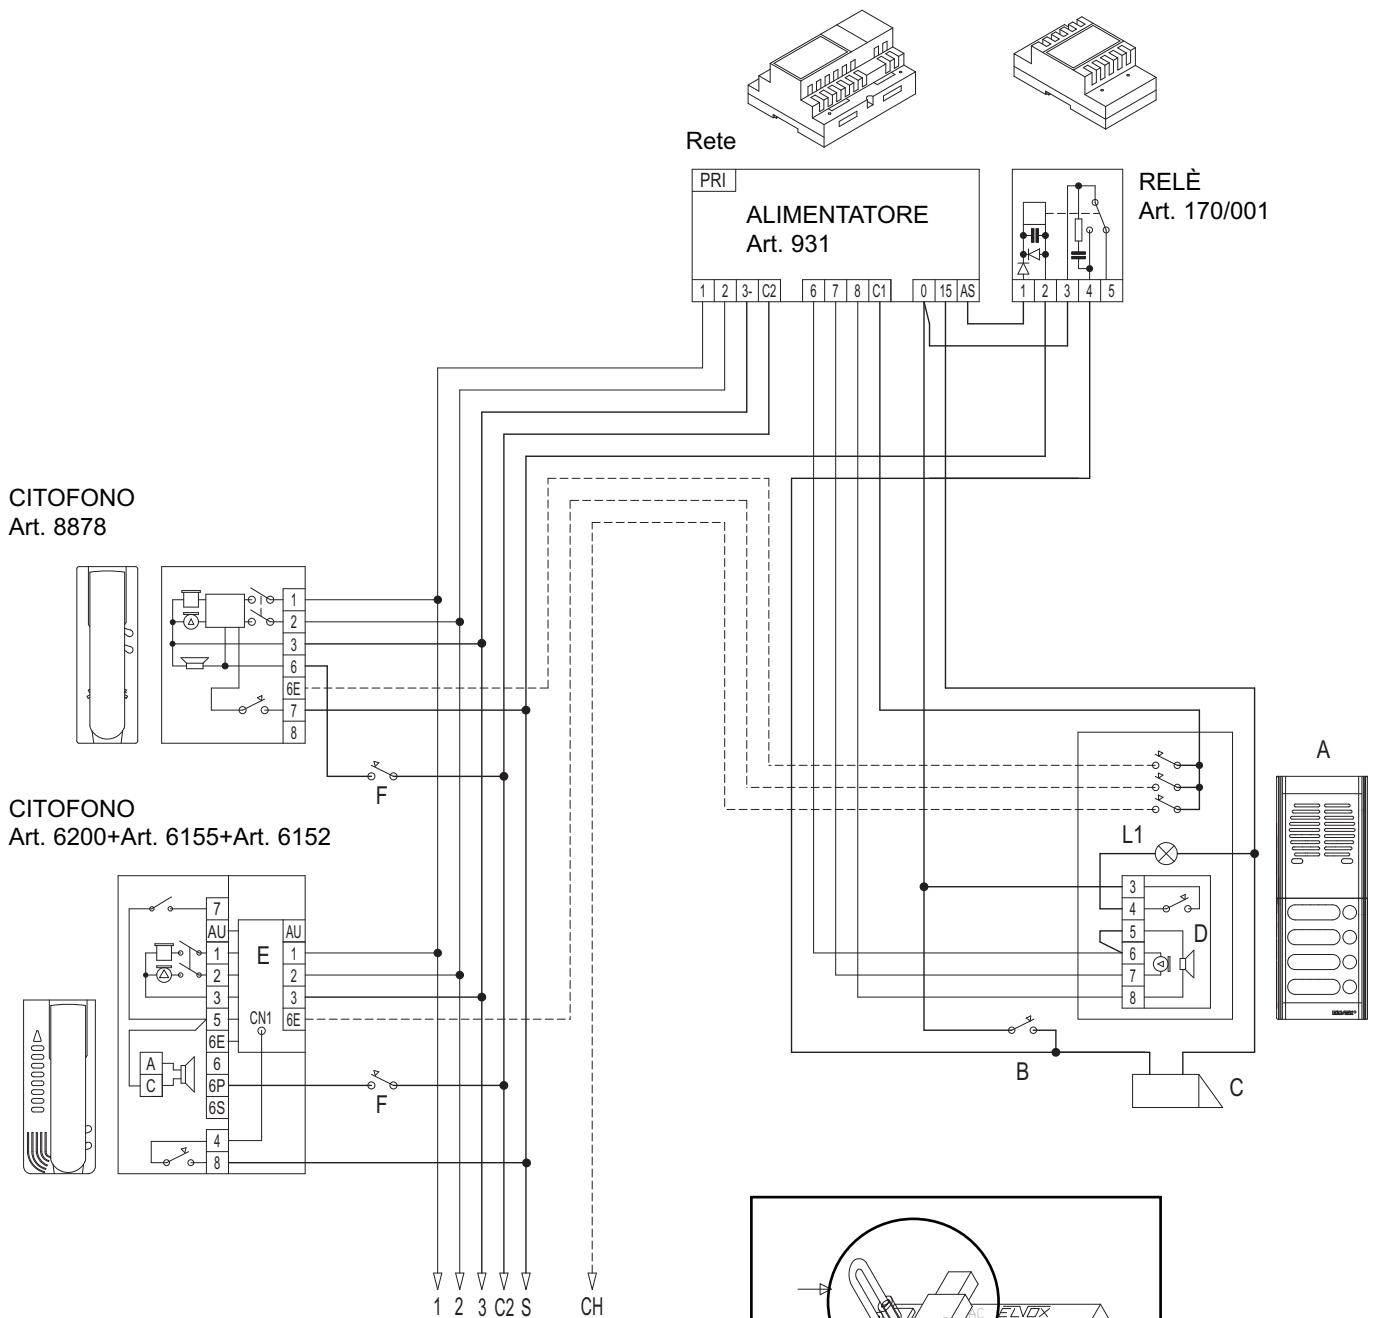 Rete
PRI
ALIMENTATORE
Art. 931
1 2 3- C2 6 7 8 C1 0 15 AS
RELÈ
Art. 170/001
1 2 3 4 5
CITOFONO
Art. 8878
1
2
3
6
6E
7
8
F
CITOFONO
Art. 6200+Art. 6155+Art. 6152
7
AU AU
1 E 1
2 2
3 3
5 CN1 6E
6E
A 6
C 6P
6S
4
8
F
A
L1
3
4
5 D
6
7
8
B
C
1 2 3 C2 S CH
AC
ELVOX